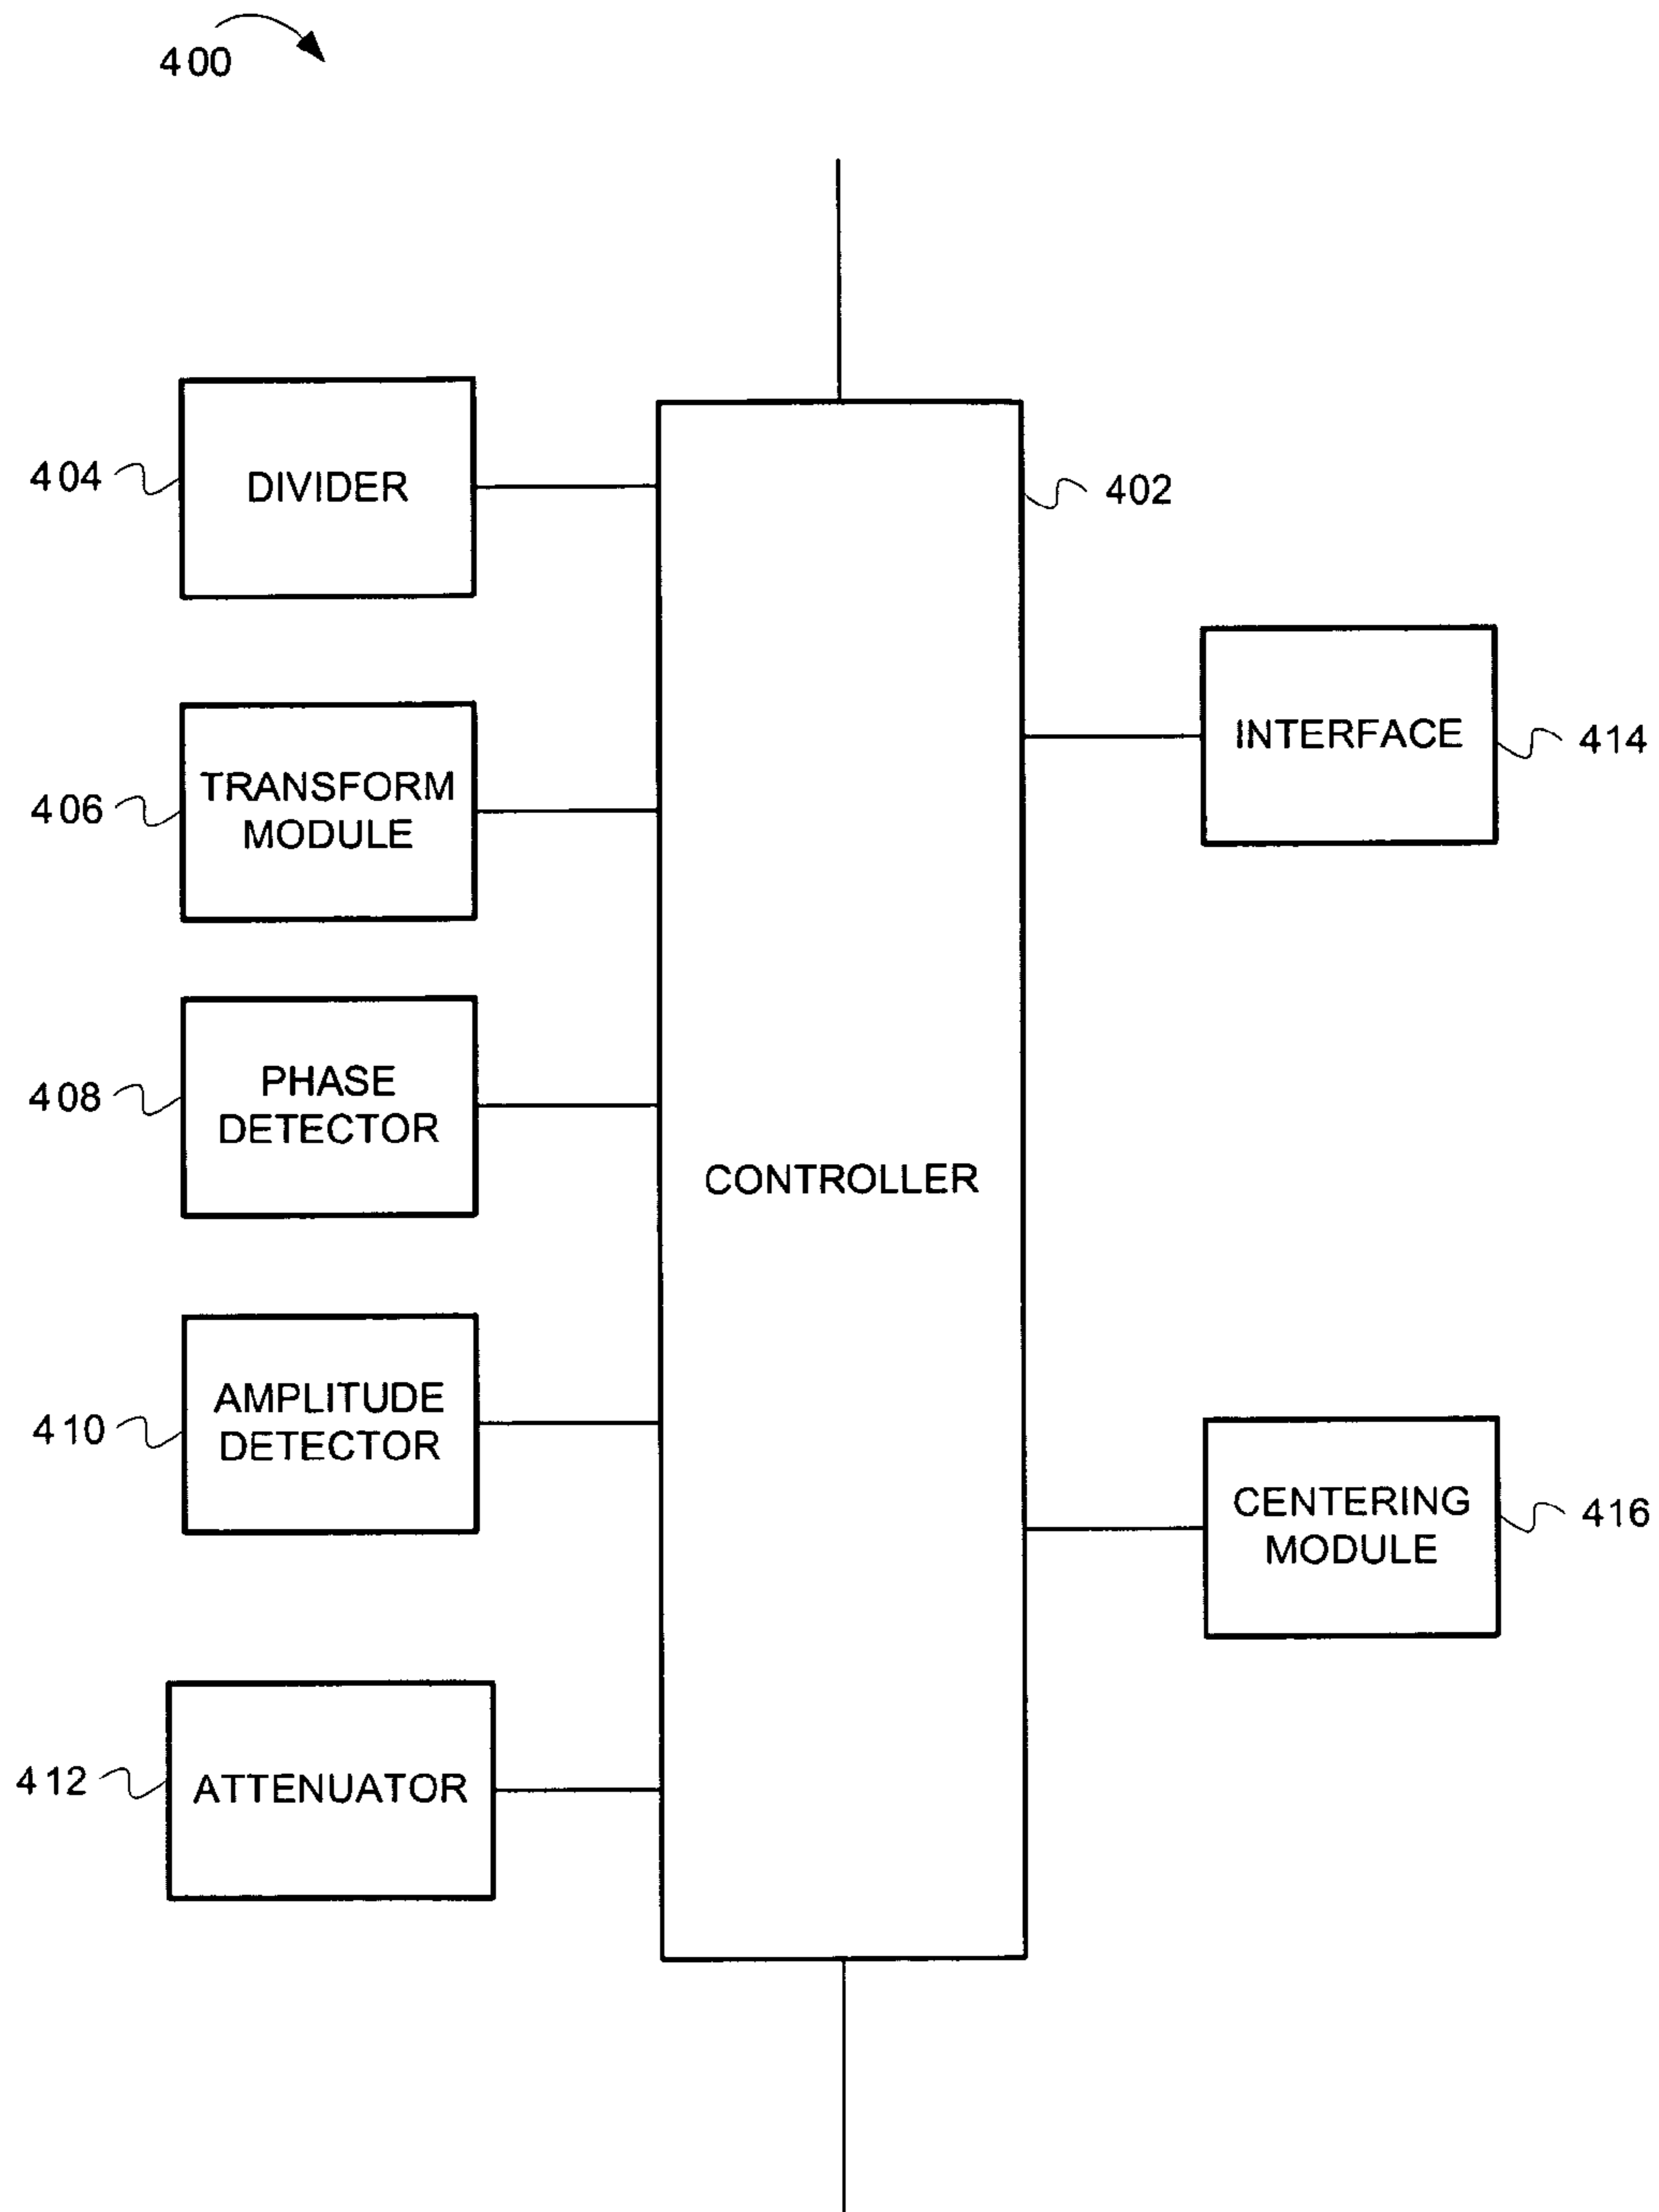 400
404
DIVIDER
402
INTERFACE
414
406
TRANSFORM
MODULE
408
PHASE
DETECTOR
CONTROLLER
410
AMPLITUDE
DETECTOR
CENTERING
MODULE
416
412
ATTENUATOR